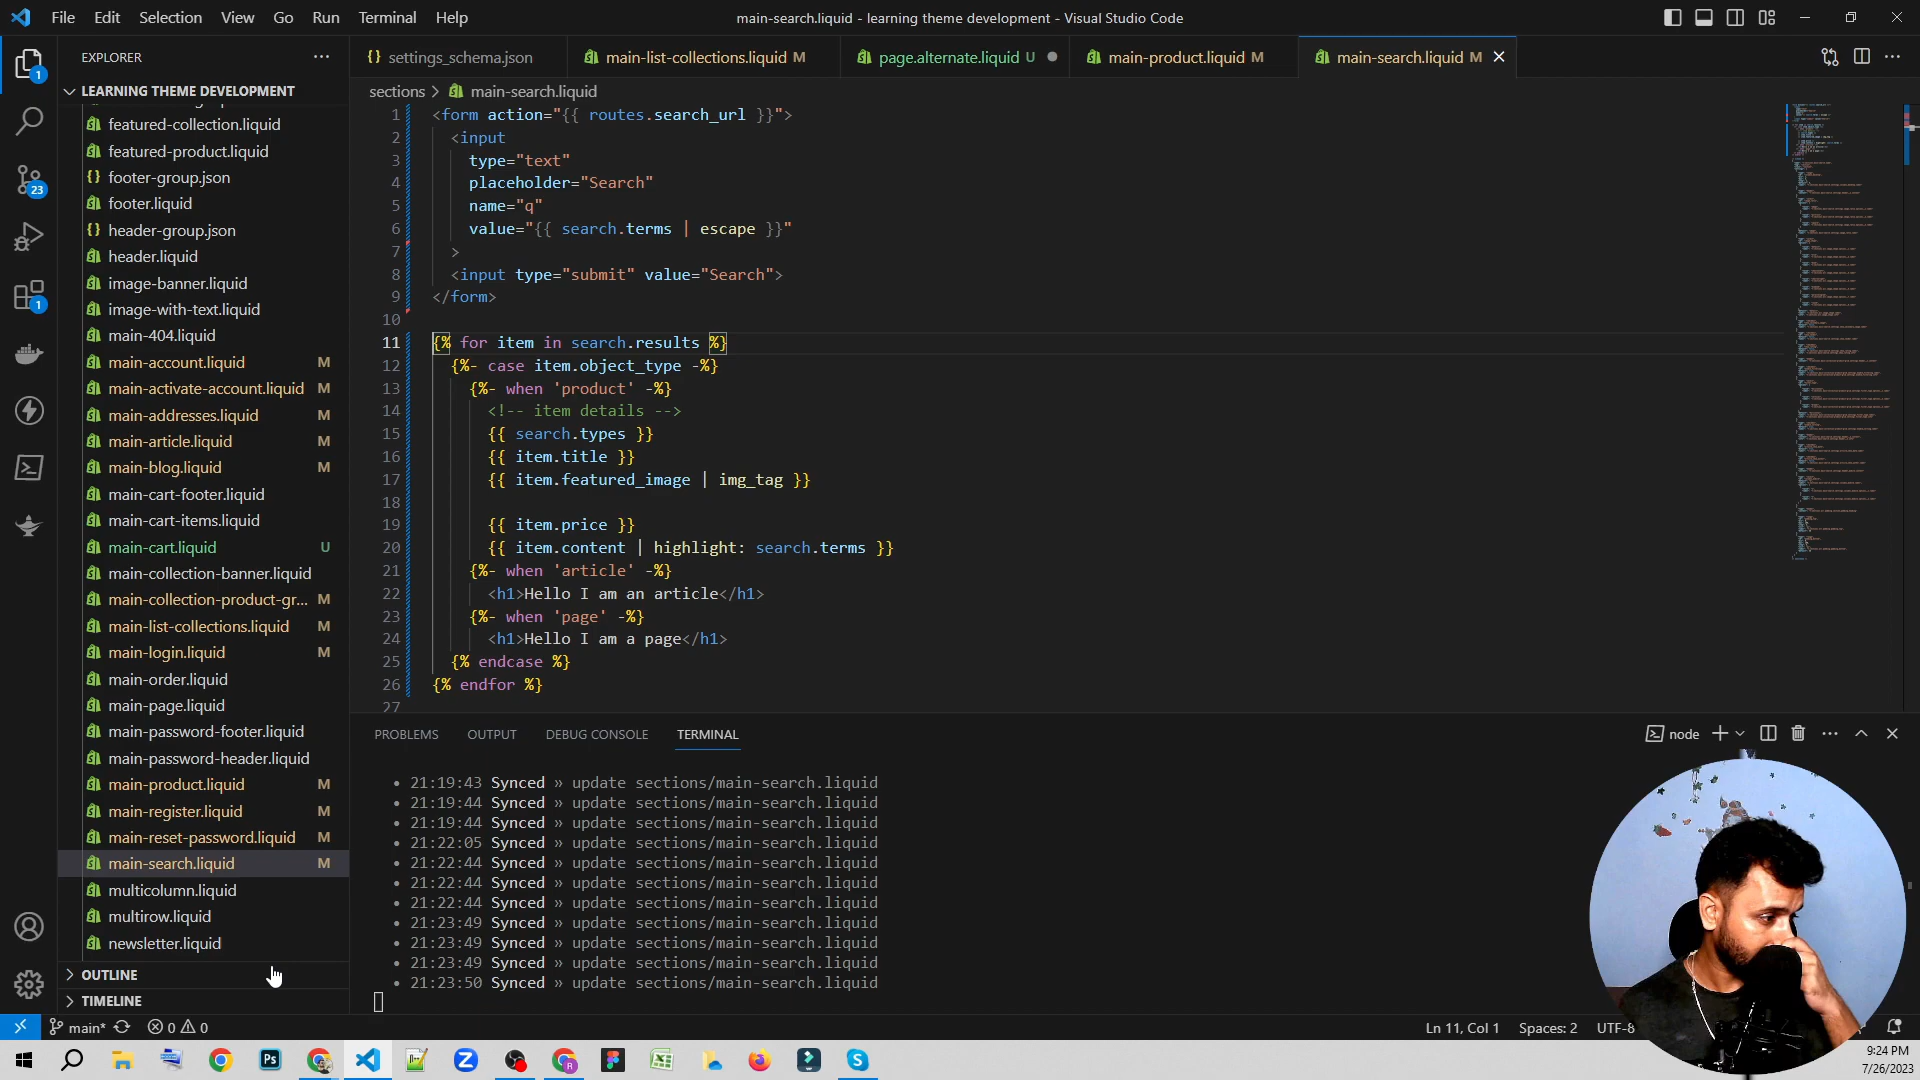 File Edit Selection View Go Run Terminal Help
main-search.liquid - learning theme development - Visual Studio Code
EXPLORER
settings_schema.json
main-list-collections.liquid M
page.alternate.liquid U
main-product.liquid M
main-search.liquid M
LEARNING THEME DEVELOPMENT
featured-collection.liquid
featured-product.liquid
footer-group.json
footer.liquid
header-group.json
header.liquid
image-banner.liquid
image-with-text.liquid
main-404.liquid
main-account.liquid M
main-activate-account.liquid M
main-addresses.liquid M
main-article.liquid M
main-blog.liquid M
main-cart-footer.liquid
main-cart-items.liquid
main-cart.liquid U
main-collection-banner.liquid
main-collection-product-gr... M
main-list-collections.liquid M
main-login.liquid M
main-order.liquid
main-page.liquid
main-password-footer.liquid
main-password-header.liquid
main-product.liquid M
main-register.liquid M
main-reset-password.liquid M
main-search.liquid M
multicolumn.liquid
multirow.liquid
newsletter.liquid
OUTLINE
TIMELINE
1
23
1
sections > main-search.liquid
1 <form action="{{ routes.search_url }}">
2 <input
3 type="text"
4 placeholder="Search"
5 name="q"
6 value="{{ search.terms | escape }}"
7 >
8 <input type="submit" value="Search">
9 </form>
10
11 {% for item in search.results %}
12 {%- case item.object_type -%}
13 {%- when 'product' -%}
14 <!-- item details -->
15 {{ search.types }}
16 {{ item.title }}
17 {{ item.featured_image | img_tag }}
18
19 {{ item.price }}
20 {{ item.content | highlight: search.terms }}
21 {%- when 'article' -%}
22 <h1>Hello I am an article</h1>
23 {%- when 'page' -%}
24 <h1>Hello I am a page</h1>
25 {% endcase %}
26 {% endfor %}
27
PROBLEMS OUTPUT DEBUG CONSOLE TERMINAL
node
• 21:19:43 Synced » update sections/main-search.liquid
• 21:19:44 Synced » update sections/main-search.liquid
• 21:19:44 Synced » update sections/main-search.liquid
• 21:22:05 Synced » update sections/main-search.liquid
• 21:22:44 Synced » update sections/main-search.liquid
• 21:22:44 Synced » update sections/main-search.liquid
• 21:22:44 Synced » update sections/main-search.liquid
• 21:23:49 Synced » update sections/main-search.liquid
• 21:23:49 Synced » update sections/main-search.liquid
• 21:23:49 Synced » update sections/main-search.liquid
• 21:23:50 Synced » update sections/main-search.liquid
main* 0 0
Ln 11, Col 1 Spaces: 2 UTF-8
Ps
9:24 PM
7/26/2023